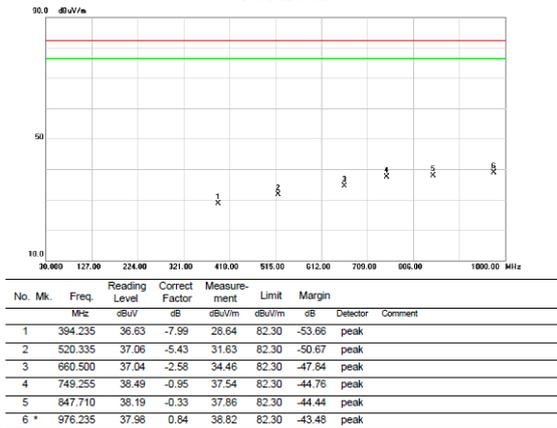 90.0 dBuV/m
50
10.0
1
2
3
4
5
6
30.000 127.00 224.00 321.00 418.00 515.00 612.00 709.00 806.00 1000.00 MHz
No. Mk. Freq. Reading Level Correct Factor Measure-ment Limit Margin
MHz dBuV dB dBuV/m dBuV/m dB Detector Comment
1 394.235 36.63 -7.99 28.64 82.30 -53.66 peak
2 520.335 37.06 -5.43 31.63 82.30 -50.67 peak
3 660.500 37.04 -2.58 34.46 82.30 -47.84 peak
4 749.255 38.49 -0.95 37.54 82.30 -44.76 peak
5 847.710 38.19 -0.33 37.86 82.30 -44.44 peak
6 * 976.235 37.98 0.84 38.82 82.30 -43.48 peak